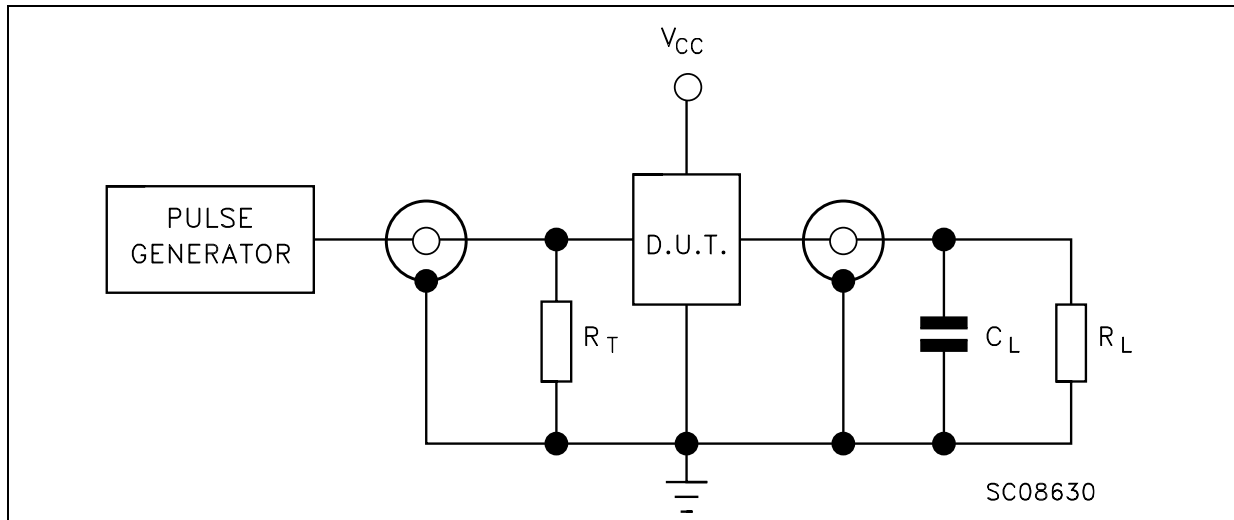 VCC
PULSE
GENERATOR
D.U.T.
RT
CL
RL
SC08630